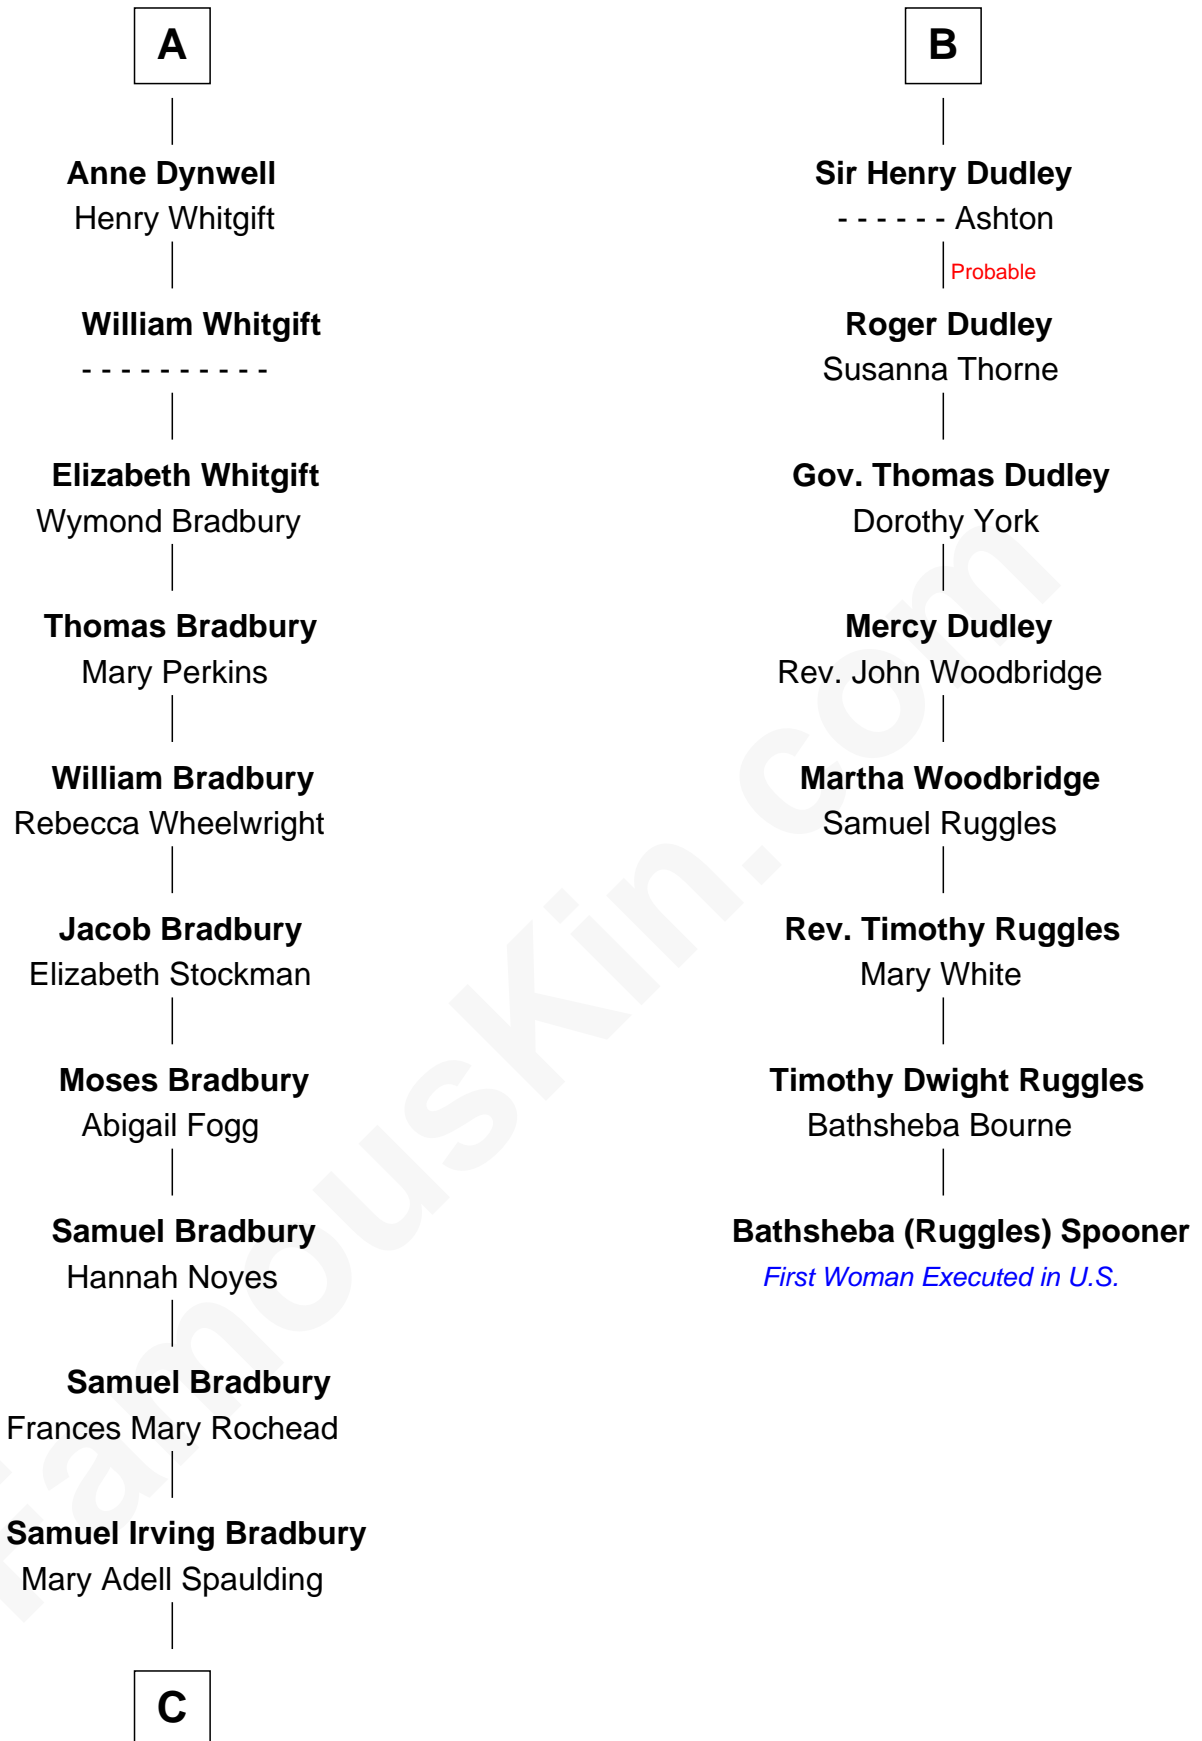 A
Anne Dynwell
Henry Whitgift
William Whitgift
- - - - - - - - - -
Elizabeth Whitgift
Wymond Bradbury
Thomas Bradbury
Mary Perkins
William Bradbury
Rebecca Wheelwright
Jacob Bradbury
Elizabeth Stockman
Moses Bradbury
Abigail Fogg
Samuel Bradbury
Hannah Noyes
Samuel Bradbury
Frances Mary Rochead
Samuel Irving Bradbury
Mary Adell Spaulding
C
B
Sir Henry Dudley
- - - - - - Ashton
Probable
Roger Dudley
Susanna Thorne
Gov. Thomas Dudley
Dorothy York
Mercy Dudley
Rev. John Woodbridge
Martha Woodbridge
Samuel Ruggles
Rev. Timothy Ruggles
Mary White
Timothy Dwight Ruggles
Bathsheba Bourne
Bathsheba (Ruggles) Spooner
First Woman Executed in U.S.
FamousKin.com